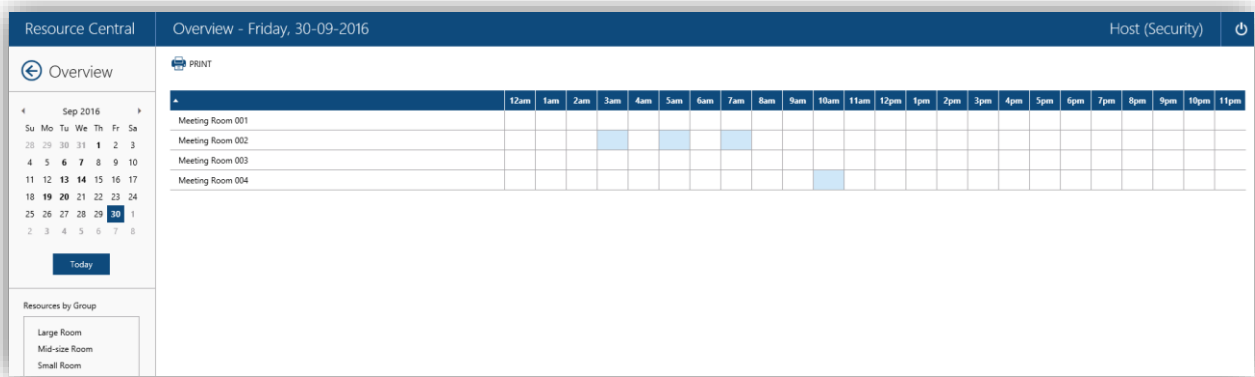 Resource Central Overview - Friday, 30-09-2016 Host (Security)
Overview
PRINT
Sep 2016
Su Mo Tu We Th Fr Sa
28 29 30 31 1 2 3
4 5 6 7 8 9 10
11 12 13 14 15 16 17
18 19 20 21 22 23 24
25 26 27 28 29 30 1
2 3 4 5 6 7 8
Today
Resources by Group
Large Room
Mid-size Room
Small Room
12am 1am 2am 3am 4am 5am 6am 7am 8am 9am 10am 11am 12pm 1pm 2pm 3pm 4pm 5pm 6pm 7pm 8pm 9pm 10pm 11pm
Meeting Room 001
Meeting Room 002
Meeting Room 003
Meeting Room 004